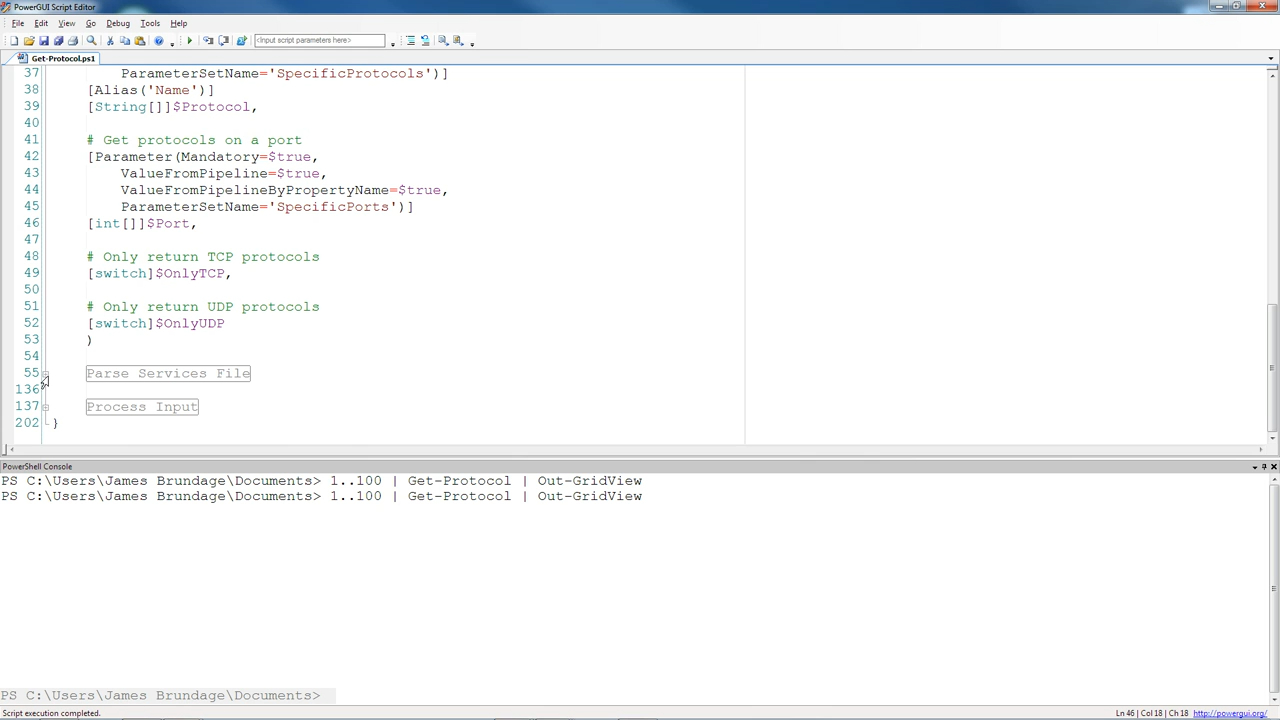 PowerGUI Script Editor
File Edit View Go Debug Tools Help
<Input script parameters here>
Get-Protocol.ps1
37 ParameterSetName='SpecificProtocols')]
38 [Alias('Name')]
39 [String[]]$Protocol,
40
41 # Get protocols on a port
42 [Parameter(Mandatory=$true,
43 ValueFromPipeline=$true,
44 ValueFromPipelineByPropertyName=$true,
45 ParameterSetName='SpecificPorts')]
46 [int[]]$Port,
47
48 # Only return TCP protocols
49 [switch]$OnlyTCP,
50
51 # Only return UDP protocols
52 [switch]$OnlyUDP
53 )
54
55 Parse Services File
136
137 Process Input
202 }
PowerShell Console
PS C:\Users\James Brundage\Documents> 1..100 | Get-Protocol | Out-GridView
PS C:\Users\James Brundage\Documents> 1..100 | Get-Protocol | Out-GridView
PS C:\Users\James Brundage\Documents>
Script execution completed. Ln 46 Col 18 Ch 18 http://powergui.org/